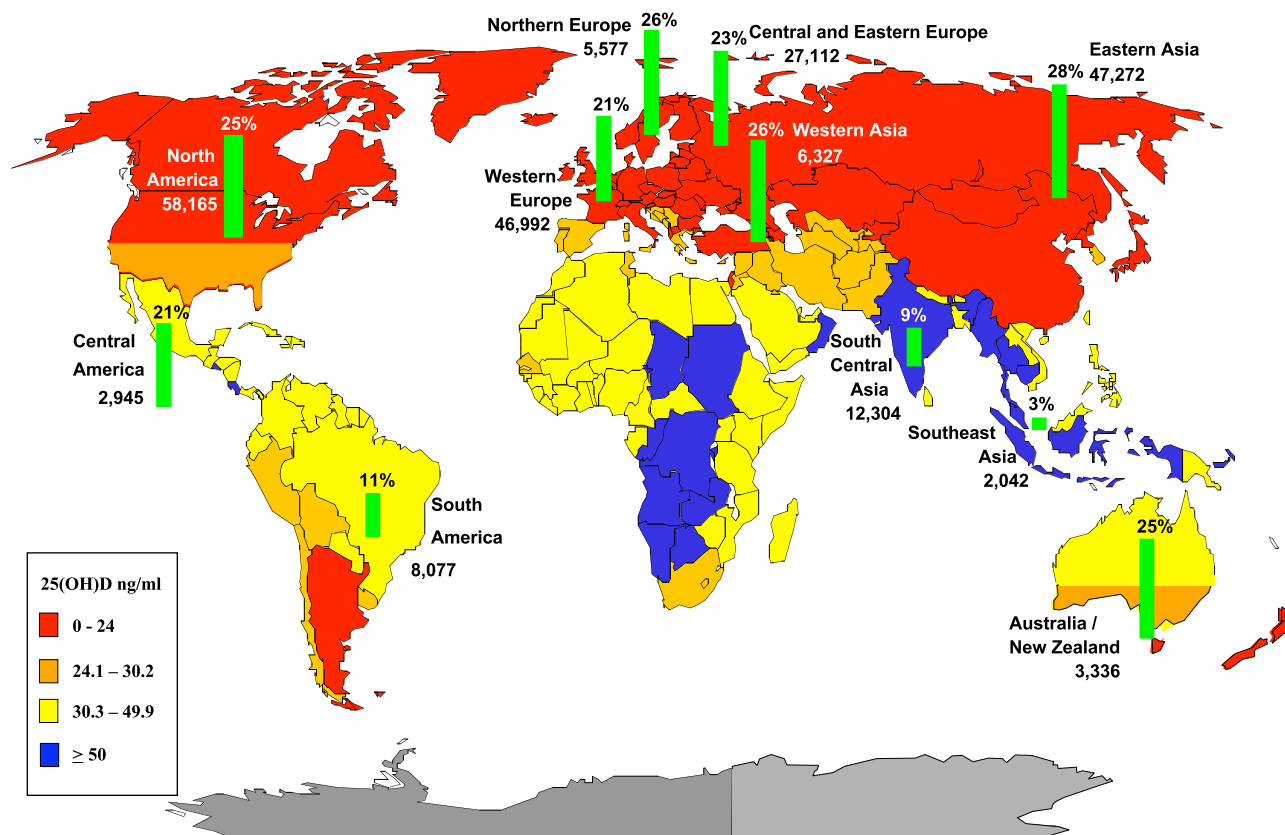 Northern Europe
5,577
26%
23%
Central and Eastern Europe
27,112
Eastern Asia
47,272
28%
21%
26%
Western Asia
6,327
25%
North
America
58,165
Western
Europe
46,992
21%
Central
America
2,945
9%
South
Central
Asia
12,304
3%
Southeast
Asia
2,042
11%
South
America
8,077
25%
Australia /
New Zealand
3,336
25(OH)D ng/ml
0 - 24
24.1 – 30.2
30.3 – 49.9
≥ 50